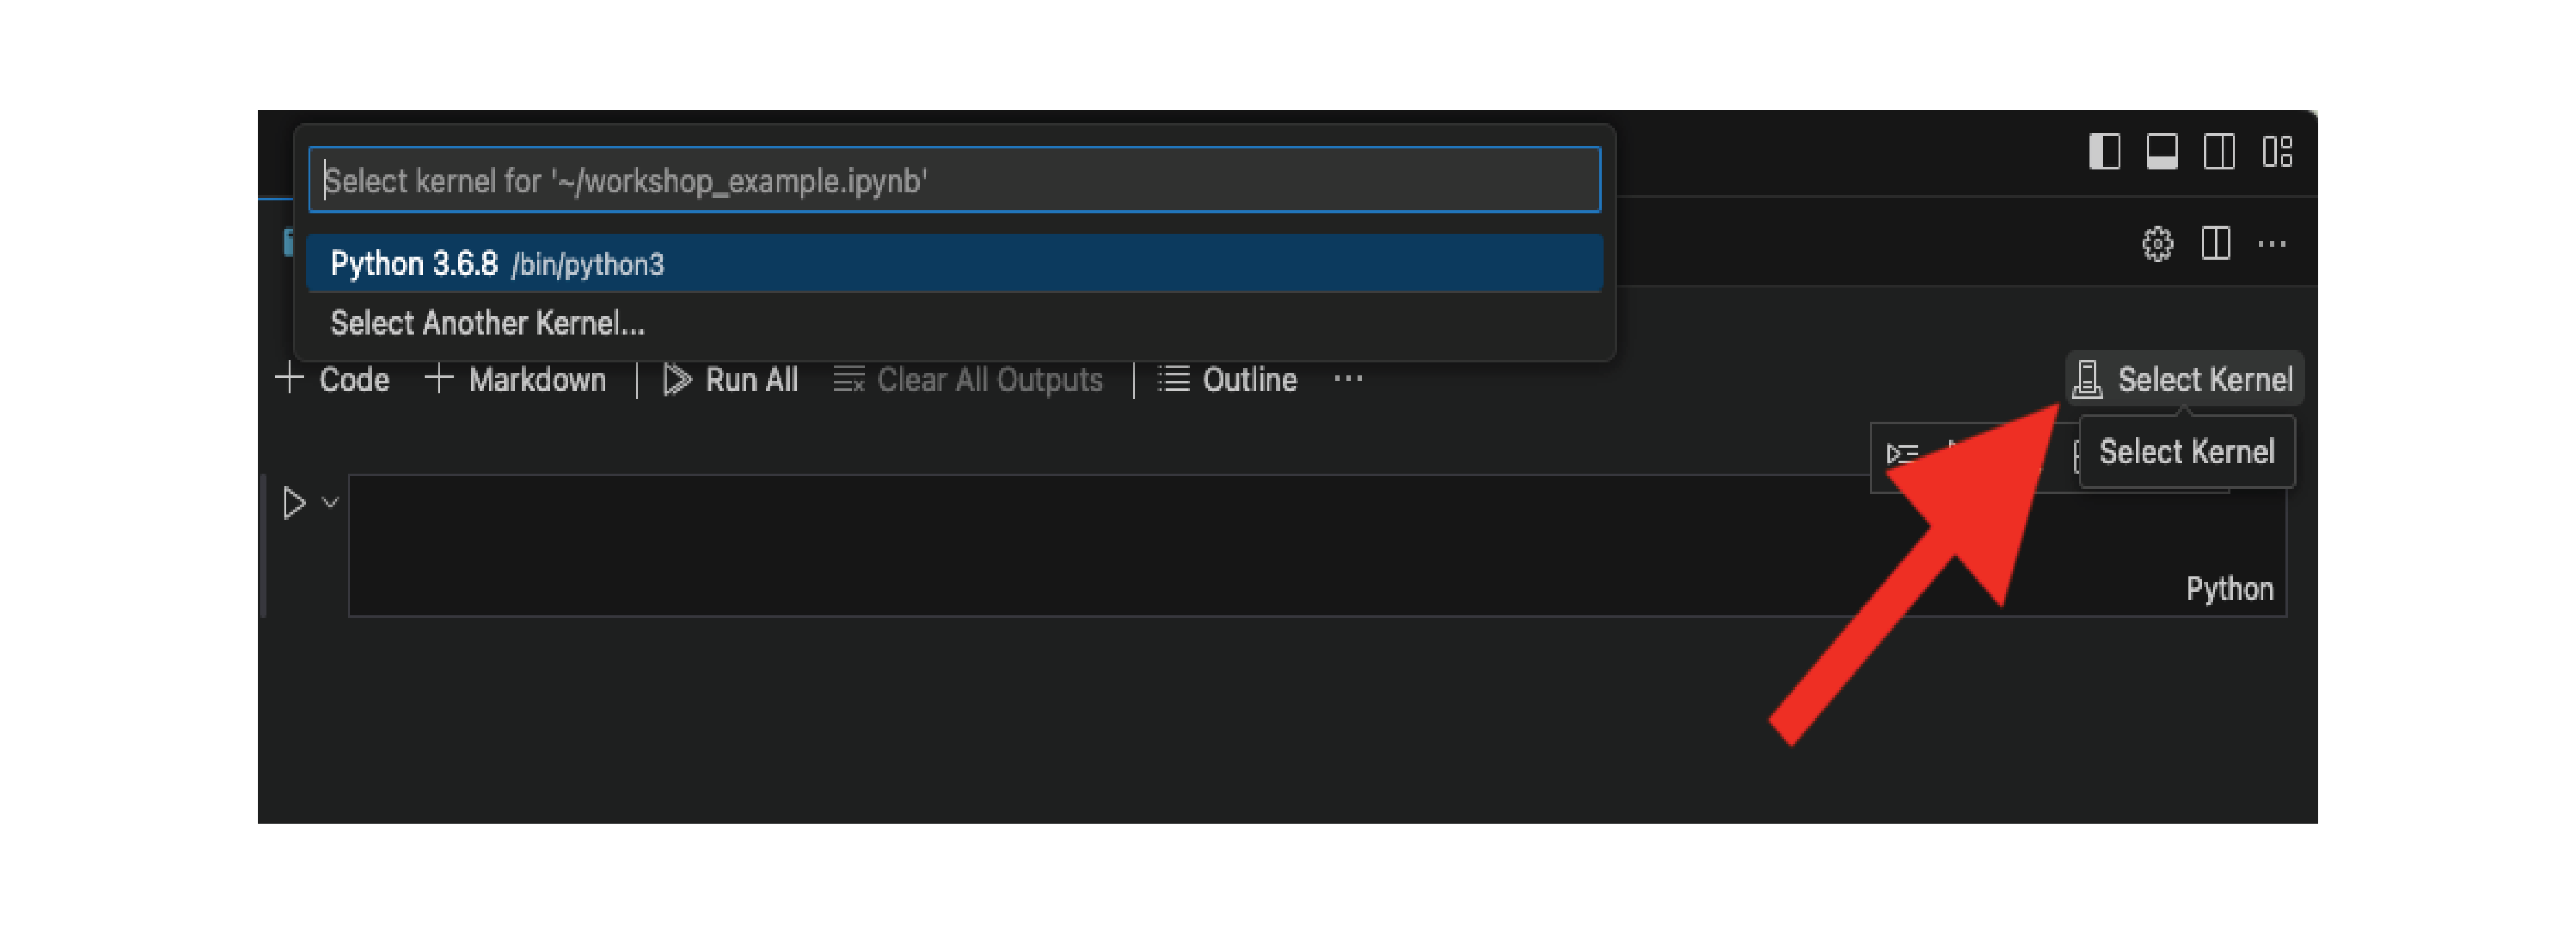 Select kernel for '~/workshop_example.ipynb'
Python 3.6.8 /bin/python3
Select Another Kernel...
Code Markdown Run All Clear All Outputs Outline ... Select Kernel
Select Kernel
Python